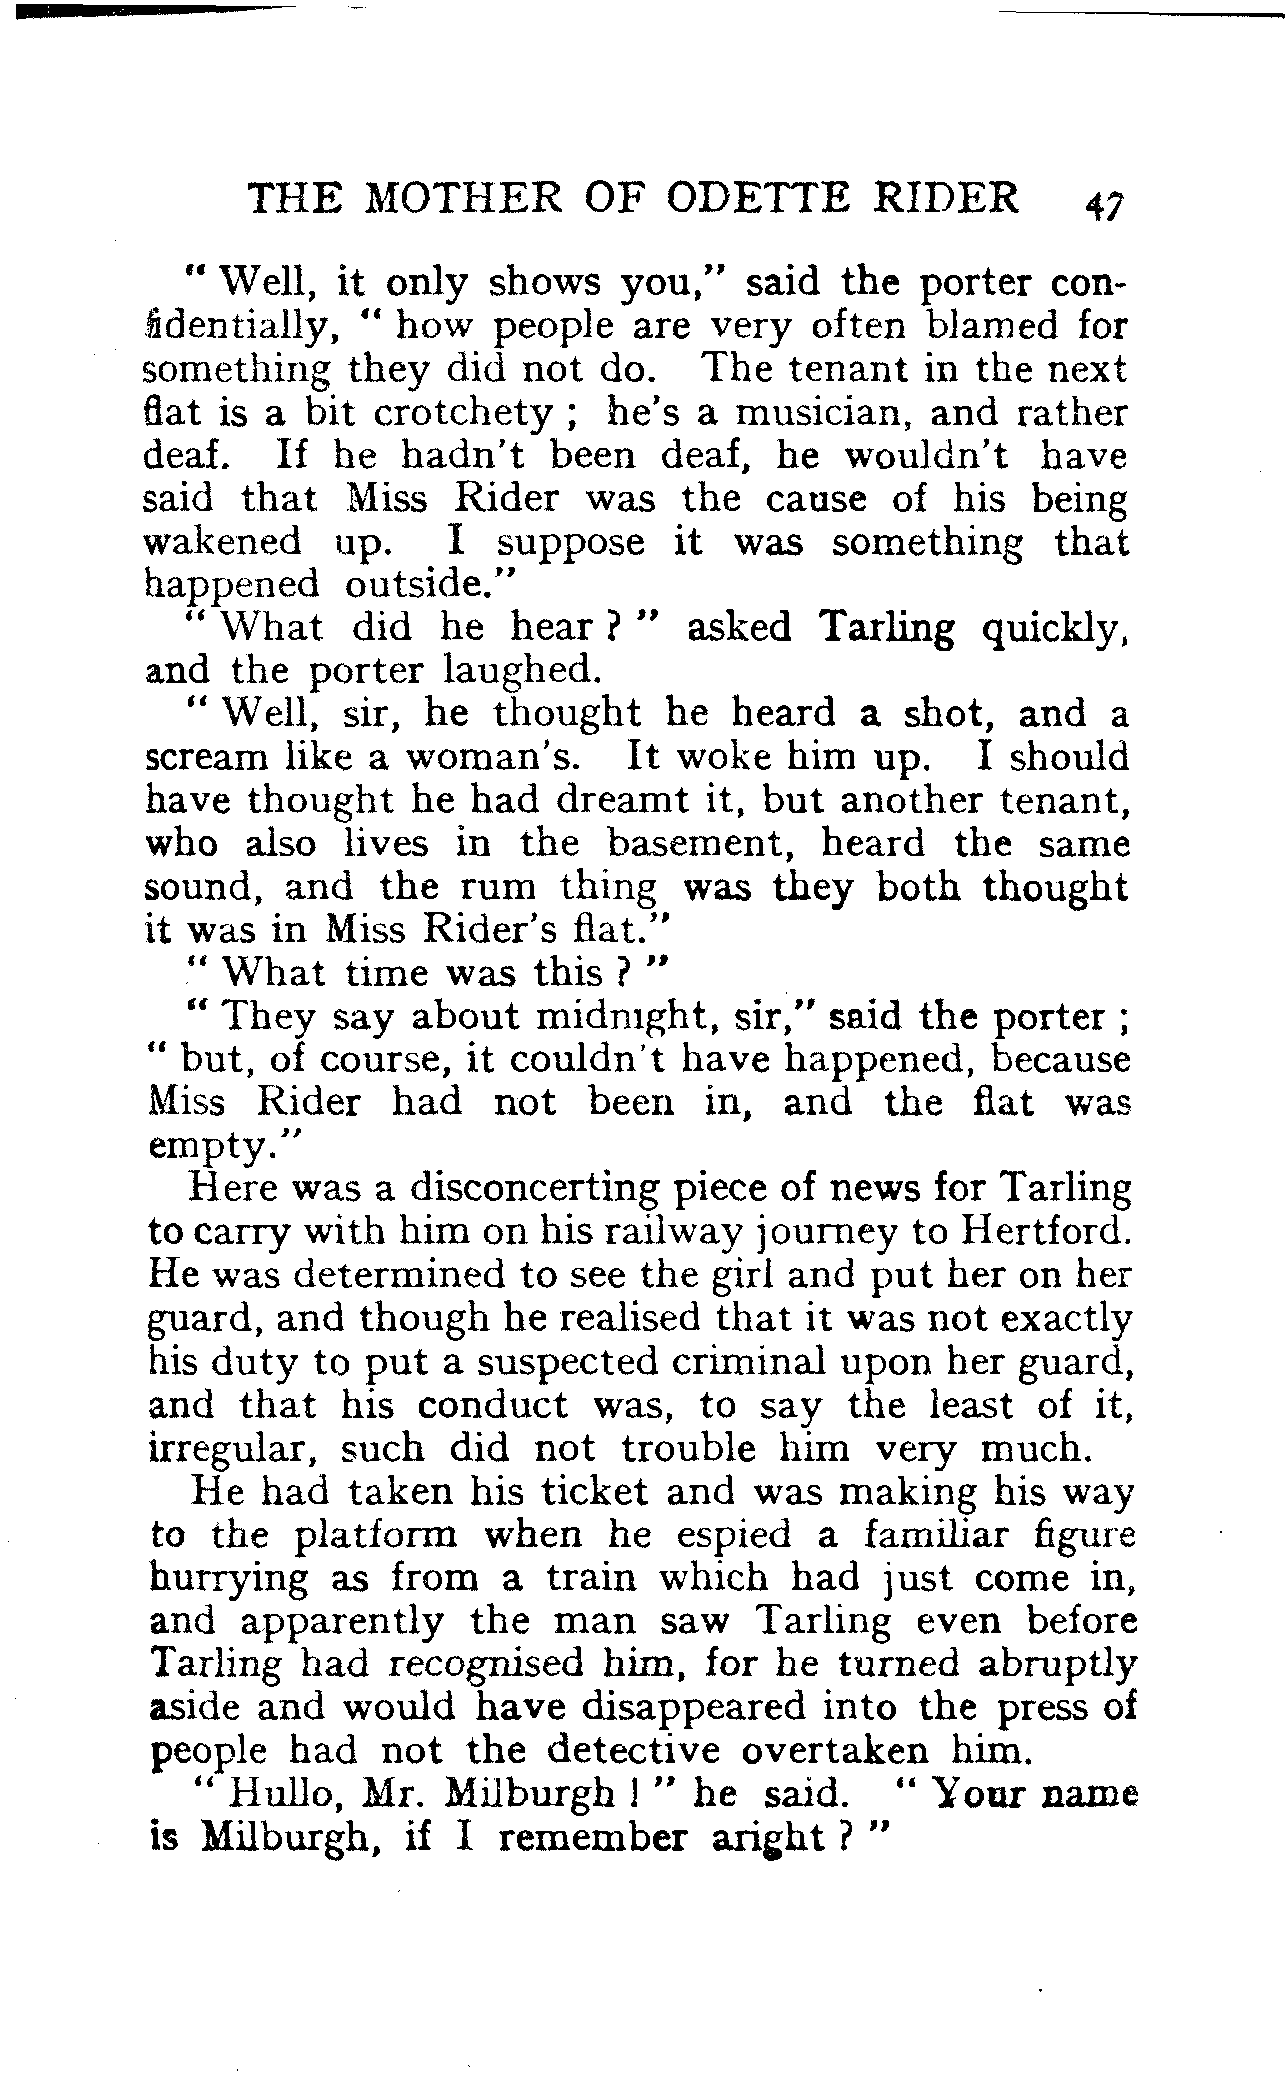 THE MOTHER OF ODETTE RIDER 47
“ Well, it only shows you,” said the porter con-
fidentially, “ how people are very often blamed for
something they did not do. The tenant in the next
flat is a bit crotchety ; he's a musician, and rather
deaf. If he hadn't been deaf, he wouldn't have
said that Miss Rider was the cause of his being
wakened up. I suppose it was something that
happened outside.”
“ What did he hear ? ” asked Tarling quickly,
and the porter laughed.
“ Well, sir, he thought he heard a shot, and a
scream like a woman's. It woke him up. I should
have thought he had dreamt it, but another tenant,
who also lives in the basement, heard the same
sound, and the rum thing was they both thought
it was in Miss Rider's flat.”
“ What time was this ? ”
“ They say about midnight, sir,” said the porter ;
“ but, of course, it couldn't have happened, because
Miss Rider had not been in, and the flat was
empty.”
Here was a disconcerting piece of news for Tarling
to carry with him on his railway journey to Hertford.
He was determined to see the girl and put her on her
guard, and though he realised that it was not exactly
his duty to put a suspected criminal upon her guard,
and that his conduct was, to say the least of it,
irregular, such did not trouble him very much.
He had taken his ticket and was making his way
to the platform when he espied a familiar figure
hurrying as from a train which had just come in,
and apparently the man saw Tarling even before
Tarling had recognised him, for he turned abruptly
aside and would have disappeared into the press of
people had not the detective overtaken him.
“ Hullo, Mr. Milburgh ! ” he said. “ Your name
is Milburgh, if I remember aright ? ”